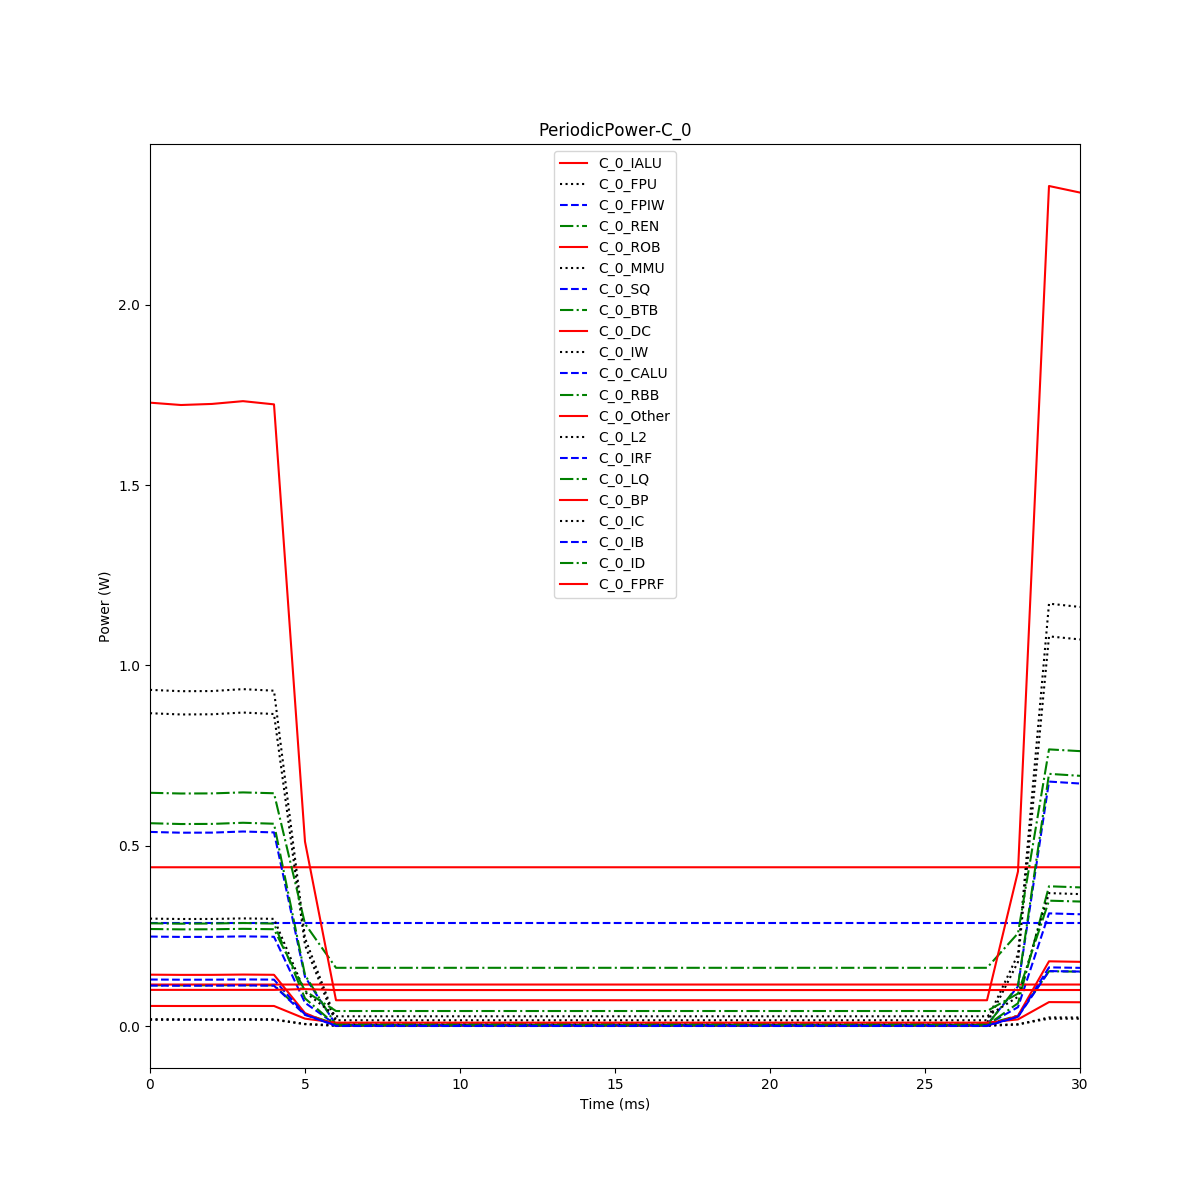 PeriodicPower-C_0
C_0_IALU
C_0_FPU
C_0_FPIW
C_0_REN
C_0_ROB
C_0_MMU
C_0_SQ
C_0_BTB
C_0_DC
C_0_IW
C_0_CALU
C_0_RBB
C_0_Other
C_0_L2
C_0_IRF
C_0_LQ
C_0_BP
C_0_IC
C_0_IB
C_0_ID
C_0_FPRF
Power (W)
2.0
1.5
1.0
0.5
0.0
0 5 10 15 20 25 30
Time (ms)